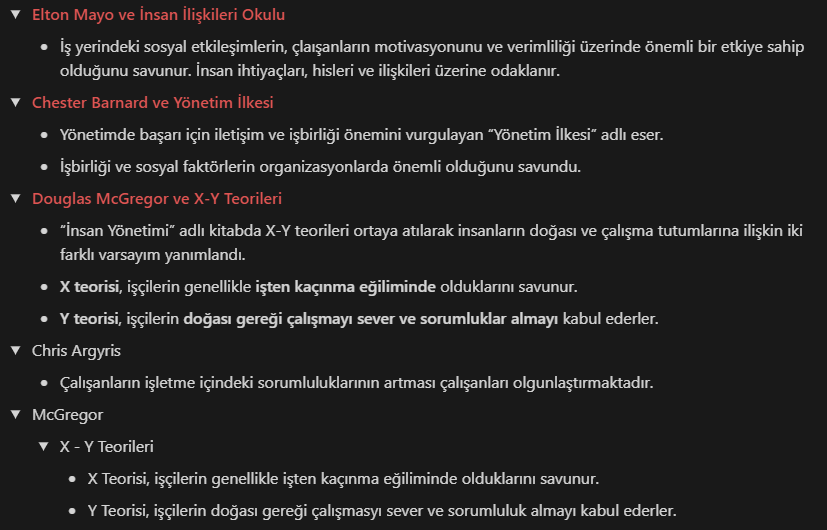 Elton Mayo ve İnsan İlişkileri Okulu
İş yerindeki sosyal etkileşimlerin, çlaışanların motivasyonunu ve verimliliği üzerinde önemli bir etkiye sahip
olduğunu savunur. İnsan ihtiyaçları, hisleri ve ilişkileri üzerine odaklanır.
Chester Barnard ve Yönetim İlkesi
Yönetimde başarı için iletişim ve işbirliği önemini vurgulayan “Yönetim İlkesi” adlı eser.
İşbirliği ve sosyal faktörlerin organizasyonlarda önemli olduğunu savundu.
Douglas McGregor ve X-Y Teorileri
“İnsan Yönetimi” adlı kitabda X-Y teorileri ortaya atılarak insanların doğası ve çalışma tutumlarına ilişkin iki
farklı varsayım yanımlandı.
X teorisi, işçilerin genellikle işten kaçınma eğiliminde olduklarını savunur.
Y teorisi, işçilerin doğası gereği çalışmayı sever ve sorumluklar almayı kabul ederler.
Chris Argyris
Çalışanların işletme içindeki sorumluluklarının artması çalışanları olgunlaştırmaktadır.
McGregor
X - Y Teorileri
X Teorisi, işçilerin genellikle işten kaçınma eğiliminde olduklarını savunur.
Y Teorisi, işçilerin doğası gereği çalışmasyı sever ve sorumluluk almayı kabul ederler.